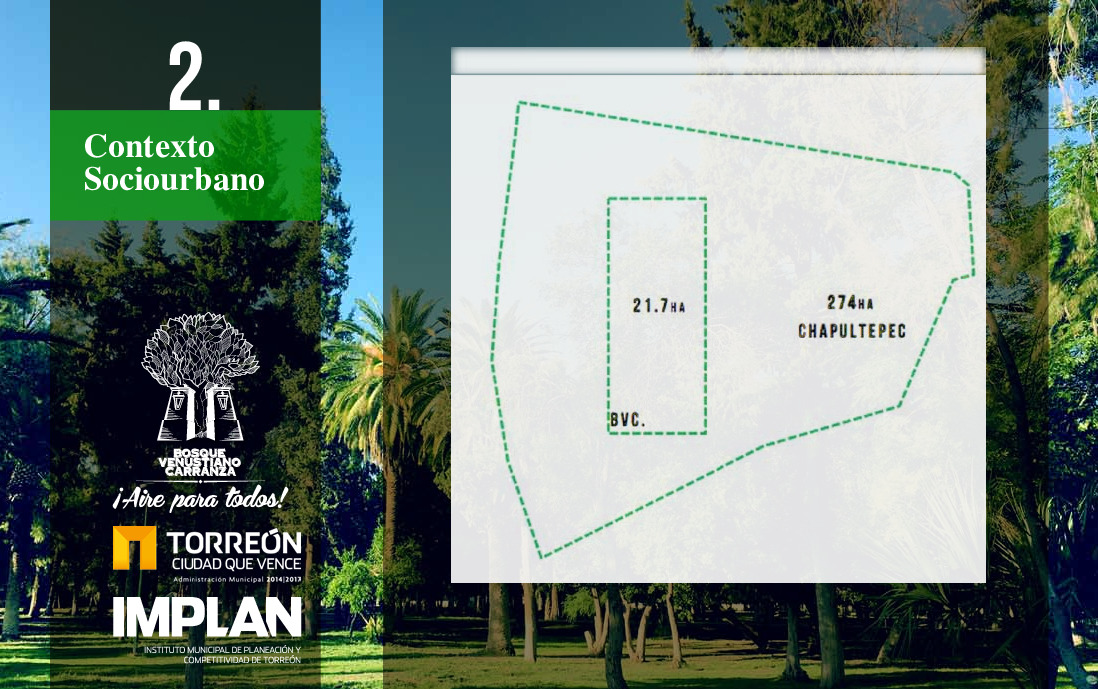 2.
Contexto
Sociourbano
BOSQUE
VENUSTIANO
CARRANZA
¡Aire para todos!
TORREÓN
CIUDAD QUE VENCE
Administración Municipal 2014|2017
IMPLAN
INSTITUTO MUNICIPAL DE PLANEACIÓN Y
COMPETITIVIDAD DE TORREÓN
21.7HA
BVC.
274HA
CHAPULTEPEC